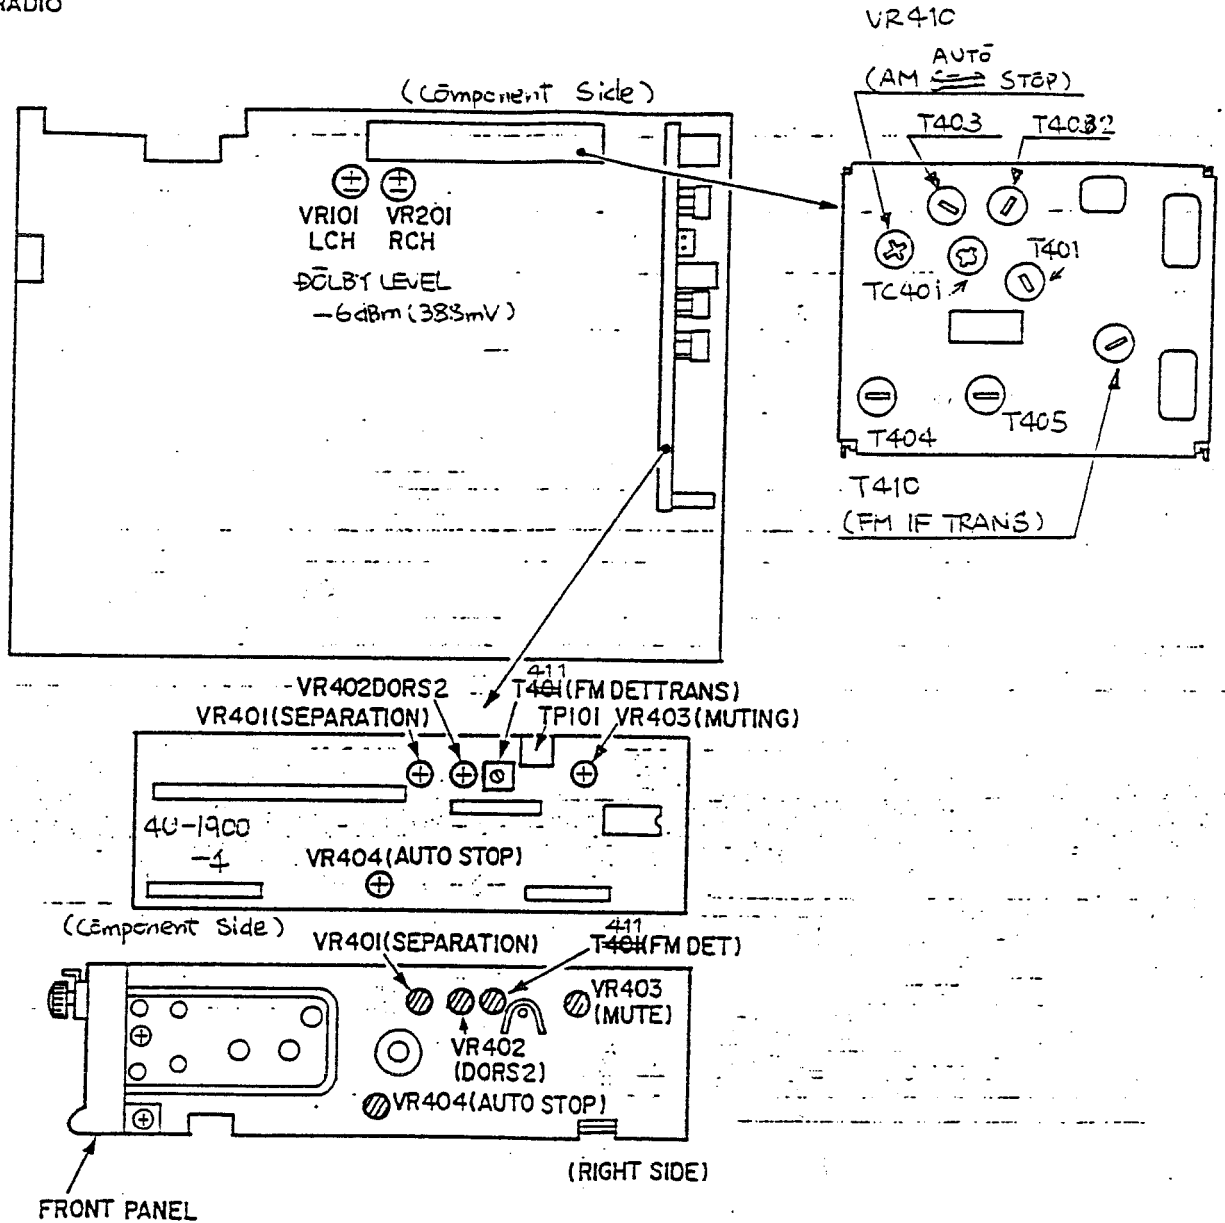 RADIO
VR410
AUTO
(AM STOP)
(Component Side)
T403
T402
VR101 VR201
LCH RCH
DOLBY LEVEL
-6dBm (388mV)
T401
TC401
T404
T405
T410
(FM IF TRANS)
411
VR402DORS2 T401(FM DETTRANS)
VR401(SEPARATION) TP101 VR403(MUTING)
4U-1900
-1
VR404(AUTO STOP)
(Component Side)
411
VR401(SEPARATION) T401(FM DET)
VR403
(MUTE)
VR402
(DORS2)
VR404(AUTO STOP)
(RIGHT SIDE)
FRONT PANEL